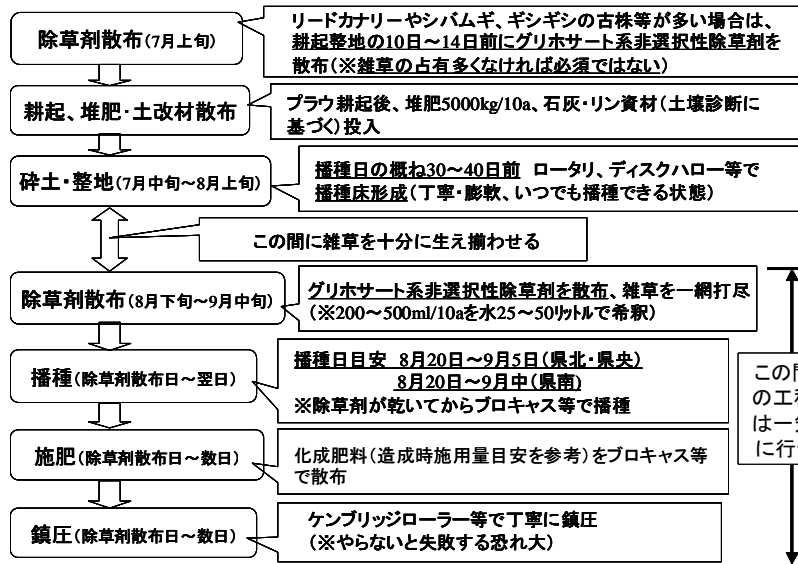 除草剤散布(7月上旬)
リードカナリーやシバムギ、ギシギシの古株等が多い場合は、
耕起整地の10日～14日前にグリホサート系非選択性除草剤を
散布(※雑草の占有多くなければ必須ではない)
耕起、堆肥・土改材散布
プラウ耕起後、堆肥5000kg/10a、石灰・リン資材(土壌診断に
基づく)投入
砕土・整地(7月中旬～8月上旬)
播種日の概ね30～40日前　ロータリ、ディスクハロー等で
播種床形成(丁寧・膨軟、いつでも播種できる状態)
この間に雑草を十分に生え揃わせる
除草剤散布(8月下旬～9月中旬)
グリホサート系非選択性除草剤を散布、雑草を一網打尽
(※200～500ml/10aを水25～50リットルで希釈)
播種(除草剤散布日～翌日)
播種日目安　8月20日～9月5日(県北・県央)
8月20日～9月中(県南)
※除草剤が乾いてからブロキャス等で播種
この間
の工
は一
に行
施肥(除草剤散布日～数日)
化成肥料(造成時施用量目安を参考)をブロキャス等
で散布
鎮圧(除草剤散布日～数日)
ケンブリッジローラー等で丁寧に鎮圧
(※やらないと失敗する恐れ大)